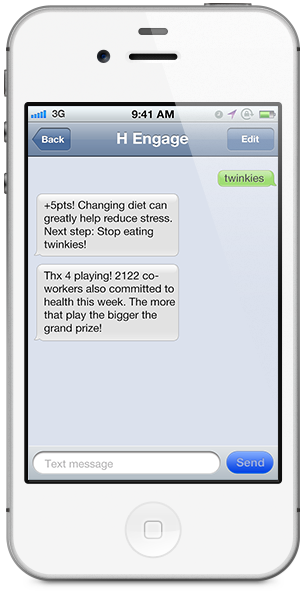 3G 9:41 AM
Back H Engage Edit
twinkies
+5pts! Changing diet can
greatly help reduce stress.
Next step: Stop eating
twinkies!
Thx 4 playing! 2122 co-
workers also committed to
health this week. The more
that play the bigger the
grand prize!
Text message Send